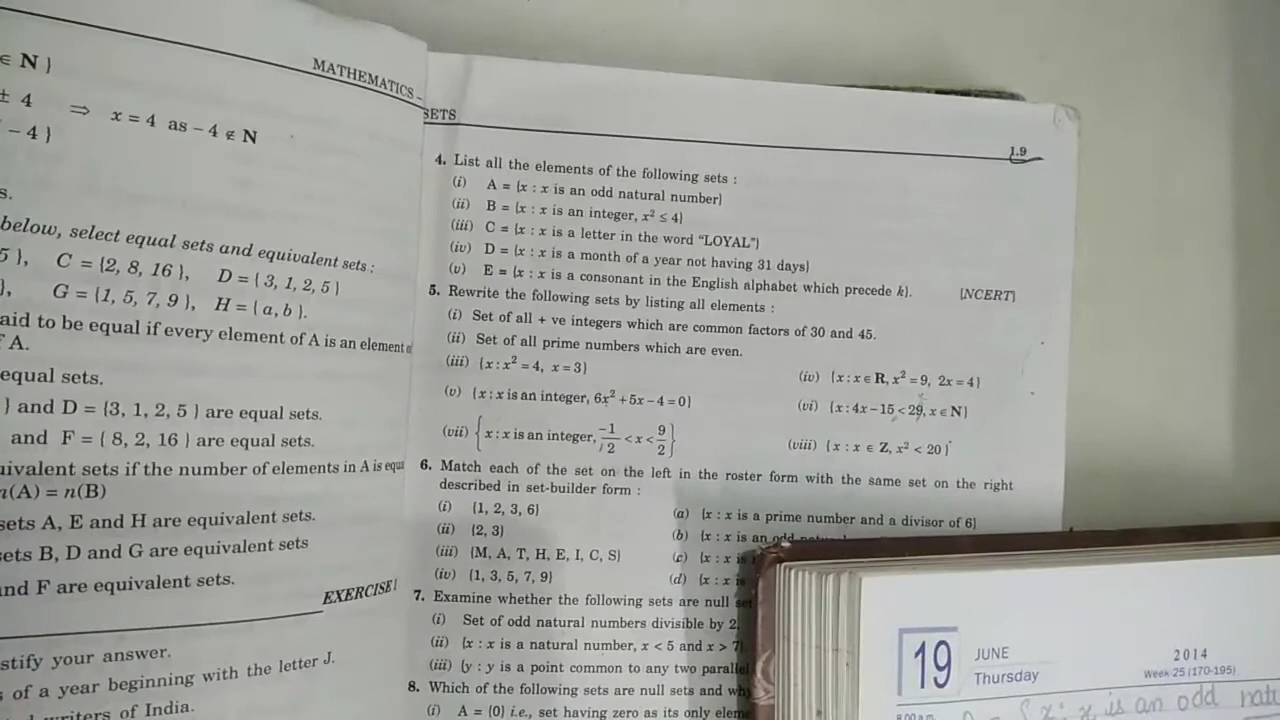 ∈ N }
MATHEMATICS –
± 4 ⇒ x = 4 as – 4 ∉ N
– 4 }
s.
below, select equal sets and equivalent sets :
5 }, C = {2, 8, 16 }, D = { 3, 1, 2, 5 }
}, G = {1, 5, 7, 9 }, H = { a, b }.
aid to be equal if every element of A is an element
A.
equal sets.
} and D = {3, 1, 2, 5 } are equal sets.
and F = { 8, 2, 16 } are equal sets.
uivalent sets if the number of elements in A is equ
n(A) = n(B)
sets A, E and H are equivalent sets.
ets B, D and G are equivalent sets
and F are equivalent sets.
EXERCISE
stify your answer.
s of a year beginning with the letter J.
writers of India.
SETS
1.9
4. List all the elements of the following sets :
(i) A = {x : x is an odd natural number}
(ii) B = {x : x is an integer, x² ≤ 4}
(iii) C = {x : x is a letter in the word “LOYAL”}
(iv) D = {x : x is a month of a year not having 31 days}
(v) E = {x : x is a consonant in the English alphabet which precede k}. [NCERT]
5. Rewrite the following sets by listing all elements :
(i) Set of all + ve integers which are common factors of 30 and 45.
(ii) Set of all prime numbers which are even.
(iii) {x : x² = 4, x = 3} (iv) {x : x ∈ R, x² = 9, 2x = 4}
(v) {x : x is an integer, 6x² + 5x – 4 = 0} (vi) {x : 4x – 15 < 29, x ∈ N}
(vii) {x : x is an integer, –1/2 < x < 9/2} (viii) {x : x ∈ Z, x² < 20}
6. Match each of the set on the left in the roster form with the same set on the right
described in set-builder form :
(i) {1, 2, 3, 6} (a) {x : x is a prime number and a divisor of 6}
(ii) {2, 3} (b) {x : x is an odd
(iii) {M, A, T, H, E, I, C, S} (c) {x : x is
(iv) {1, 3, 5, 7, 9} (d) {x : x is
7. Examine whether the following sets are null
(i) Set of odd natural numbers divisible by 2.
(ii) {x : x is a natural number, x < 5 and x > 7}
(iii) {y : y is a point common to any two paralle
8. Which of the following sets are null sets and wh
(i) A = {0} i.e., set having zero as its only elem
19 JUNE
Thursday
2014
Week-25 (170-195)
8:00 a.m.
{ x : x is an odd natu